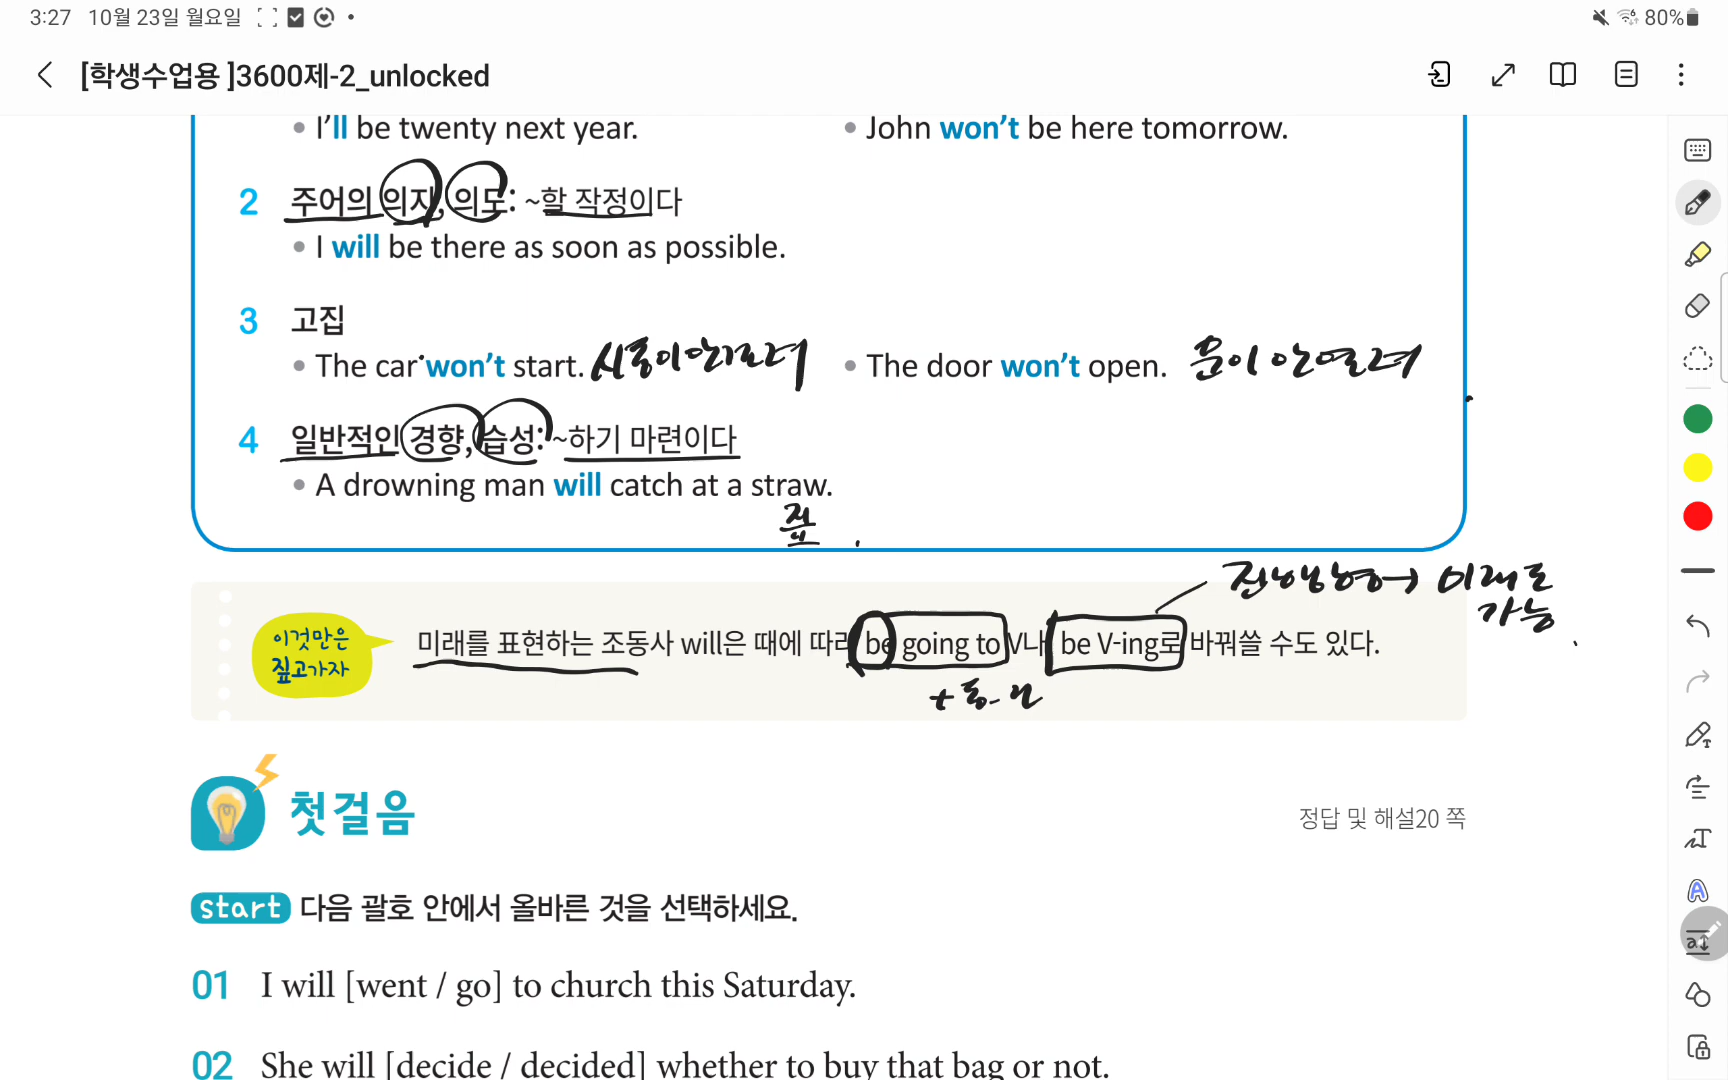 3:27 10월 23일 월요일
80%
[학생수업용 ]3600제-2_unlocked
• I'll be twenty next year.
• John won't be here tomorrow.
2 주어의 의지, 의도: ~할 작정이다
• I will be there as soon as possible.
3 고집
• The car won't start. 시동이 안 걸려
• The door won't open. 문이 안 열려
4 일반적인 경향, 습성: ~하기 마련이다
• A drowning man will catch at a straw.
짚
진행형 → 미래로
가능
이것만은
짚고가자
미래를 표현하는 조동사 will은 때에 따라 be going to V나 be V-ing로 바꿔쓸 수도 있다.
+ 동.원
첫걸음
정답 및 해설20 쪽
start 다음 괄호 안에서 올바른 것을 선택하세요.
01 I will [went / go] to church this Saturday.
02 She will [decide / decided] whether to buy that bag or not.